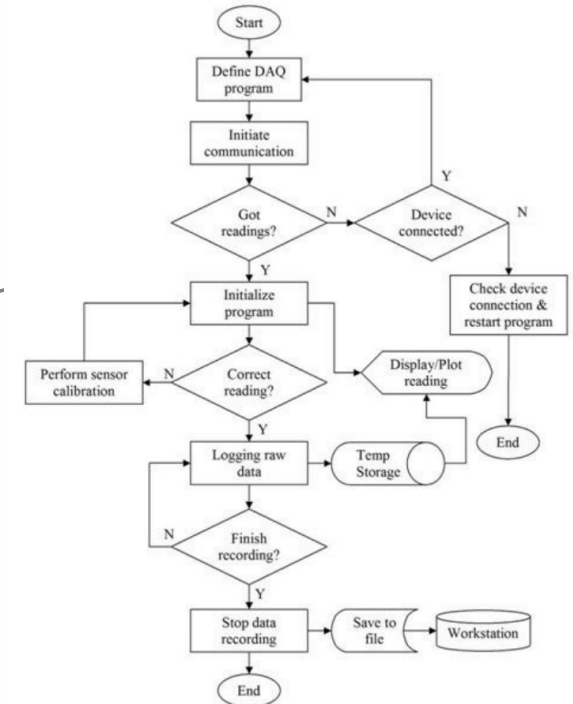 Start
Define DAQ
program
Initiate
communication
Got
readings?
N
Device
connected?
Y
N
Y
Initialize
program
Check device
connection &
restart program
Perform sensor
calibration
N
Correct
reading?
Display/Plot
reading
Y
Logging raw
data
Temp
Storage
End
N
Finish
recording?
Y
Stop data
recording
Save to
file
Workstation
End